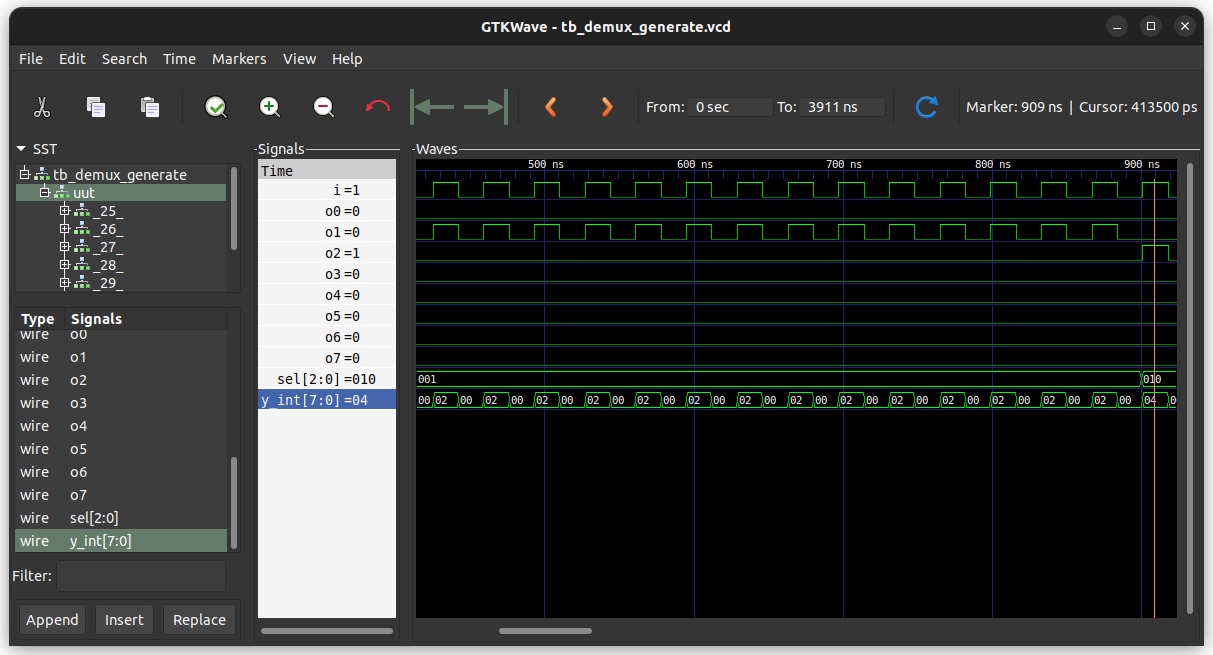 GTKWave - tb_demux_generate.vcd
File Edit Search Time Markers View Help
From: 0 sec To: 3911 ns Marker: 909 ns | Cursor: 413500 ps
SST
tb_demux_generate
uut
_25_
_26_
_27_
_28_
_29_
Type Signals
wire o0
wire o1
wire o2
wire o3
wire o4
wire o5
wire o6
wire o7
wire sel[2:0]
wire y_int[7:0]
Filter:
Append Insert Replace
Signals
Time
i=1
o0=0
o1=0
o2=1
o3=0
o4=0
o5=0
o6=0
o7=0
sel[2:0]=010
y_int[7:0]=04
Waves
500 ns 600 ns 700 ns 800 ns 900 ns
001 010
00 02 00 02 00 02 00 02 00 02 00 02 00 02 00 02 00 02 00 02 00 02 00 02 00 02 00 02 00 04 0